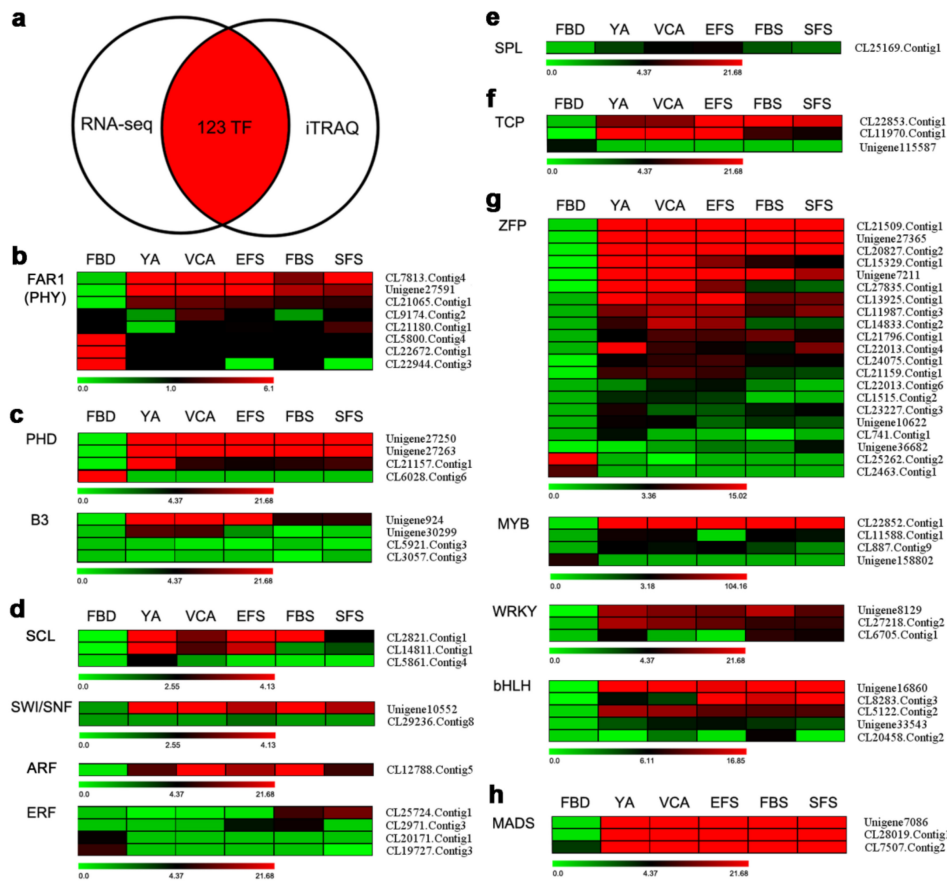 a
RNA-seq
123 TF
iTRAQ
b
FBD YA VCA EFS FBS SFS
FAR1
(PHY)
CL7813.Contig4
Unigene27591
CL21065.Contig1
CL9174.Contig2
CL21180.Contig1
CL5800.Contig4
CL22672.Contig1
CL22944.Contig3
0.0 1.0 6.1
c
FBD YA VCA EFS FBS SFS
PHD
Unigene27250
Unigene27263
CL21157.Contig1
CL6028.Contig6
0.0 4.37 21.68
B3
Unigene924
Unigene30299
CL5921.Contig3
CL3057.Contig3
0.0 4.37 21.68
d
FBD YA VCA EFS FBS SFS
SCL
CL2821.Contig1
CL14811.Contig1
CL5861.Contig4
0.0 2.55 4.13
SWI/SNF
Unigene10552
CL29236.Contig8
0.0 2.55 4.13
ARF
CL12788.Contig5
0.0 4.37 21.68
ERF
CL25724.Contig1
CL2971.Contig3
CL20171.Contig1
CL19727.Contig3
0.0 4.37 21.68
e
FBD YA VCA EFS FBS SFS
SPL
CL25169.Contig1
0.0 4.37 21.68
f
FBD YA VCA EFS FBS SFS
TCP
CL22853.Contig1
CL11970.Contig1
Unigene115587
0.0 4.37 21.68
g
FBD YA VCA EFS FBS SFS
ZFP
CL21509.Contig1
Unigene27365
CL20827.Contig2
CL15329.Contig1
Unigene7211
CL27835.Contig1
CL13925.Contig1
CL11987.Contig3
CL14833.Contig2
CL21796.Contig1
CL22013.Contig4
CL24075.Contig1
CL21159.Contig1
CL22013.Contig6
CL1515.Contig2
CL23227.Contig3
Unigene10622
CL741.Contig1
Unigene36682
CL25262.Contig2
CL2463.Contig1
0.0 3.36 15.02
MYB
CL22852.Contig1
CL11588.Contig1
CL887.Contig9
Unigene158802
0.0 3.18 104.16
WRKY
Unigene8129
CL27218.Contig2
CL6705.Contig1
0.0 4.37 21.68
bHLH
Unigene16860
CL8283.Contig3
CL5122.Contig2
Unigene33543
CL20458.Contig2
0.0 6.11 16.85
h
FBD YA VCA EFS FBS SFS
MADS
Unigene7086
CL28019.Contig
CL7507.Contig2
0.0 4.37 21.68